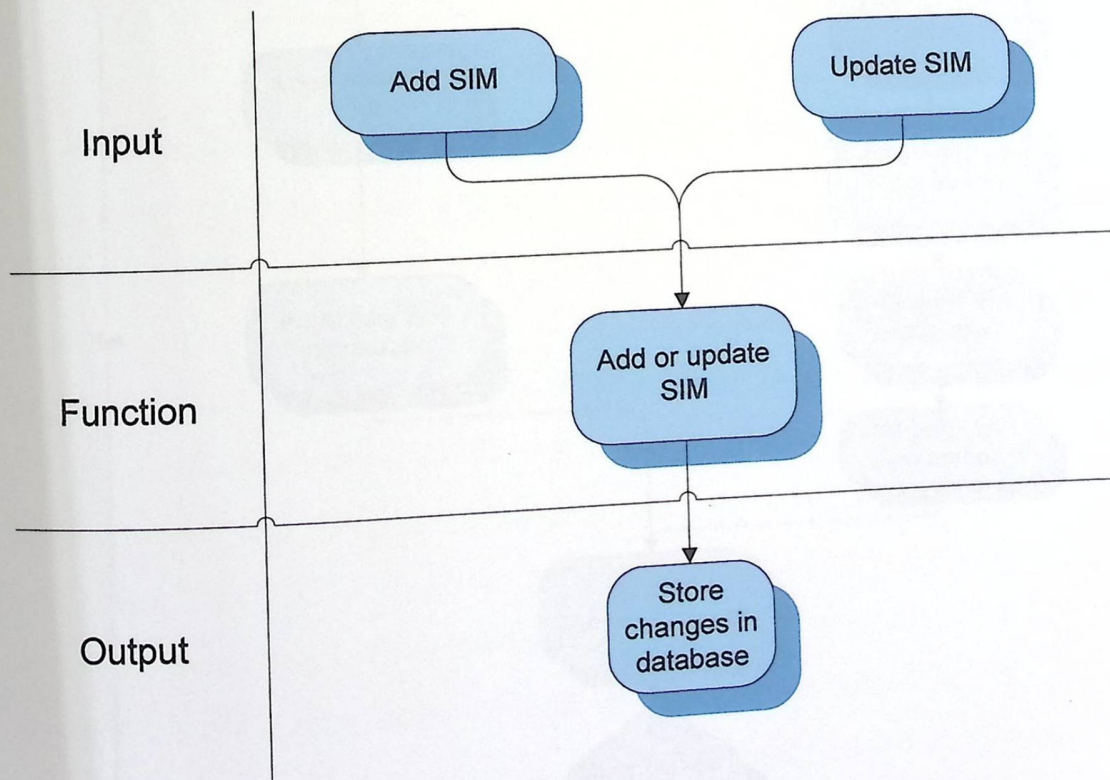 Input
Add SIM
Update SIM
Function
Add or update
SIM
Output
Store
changes in
database